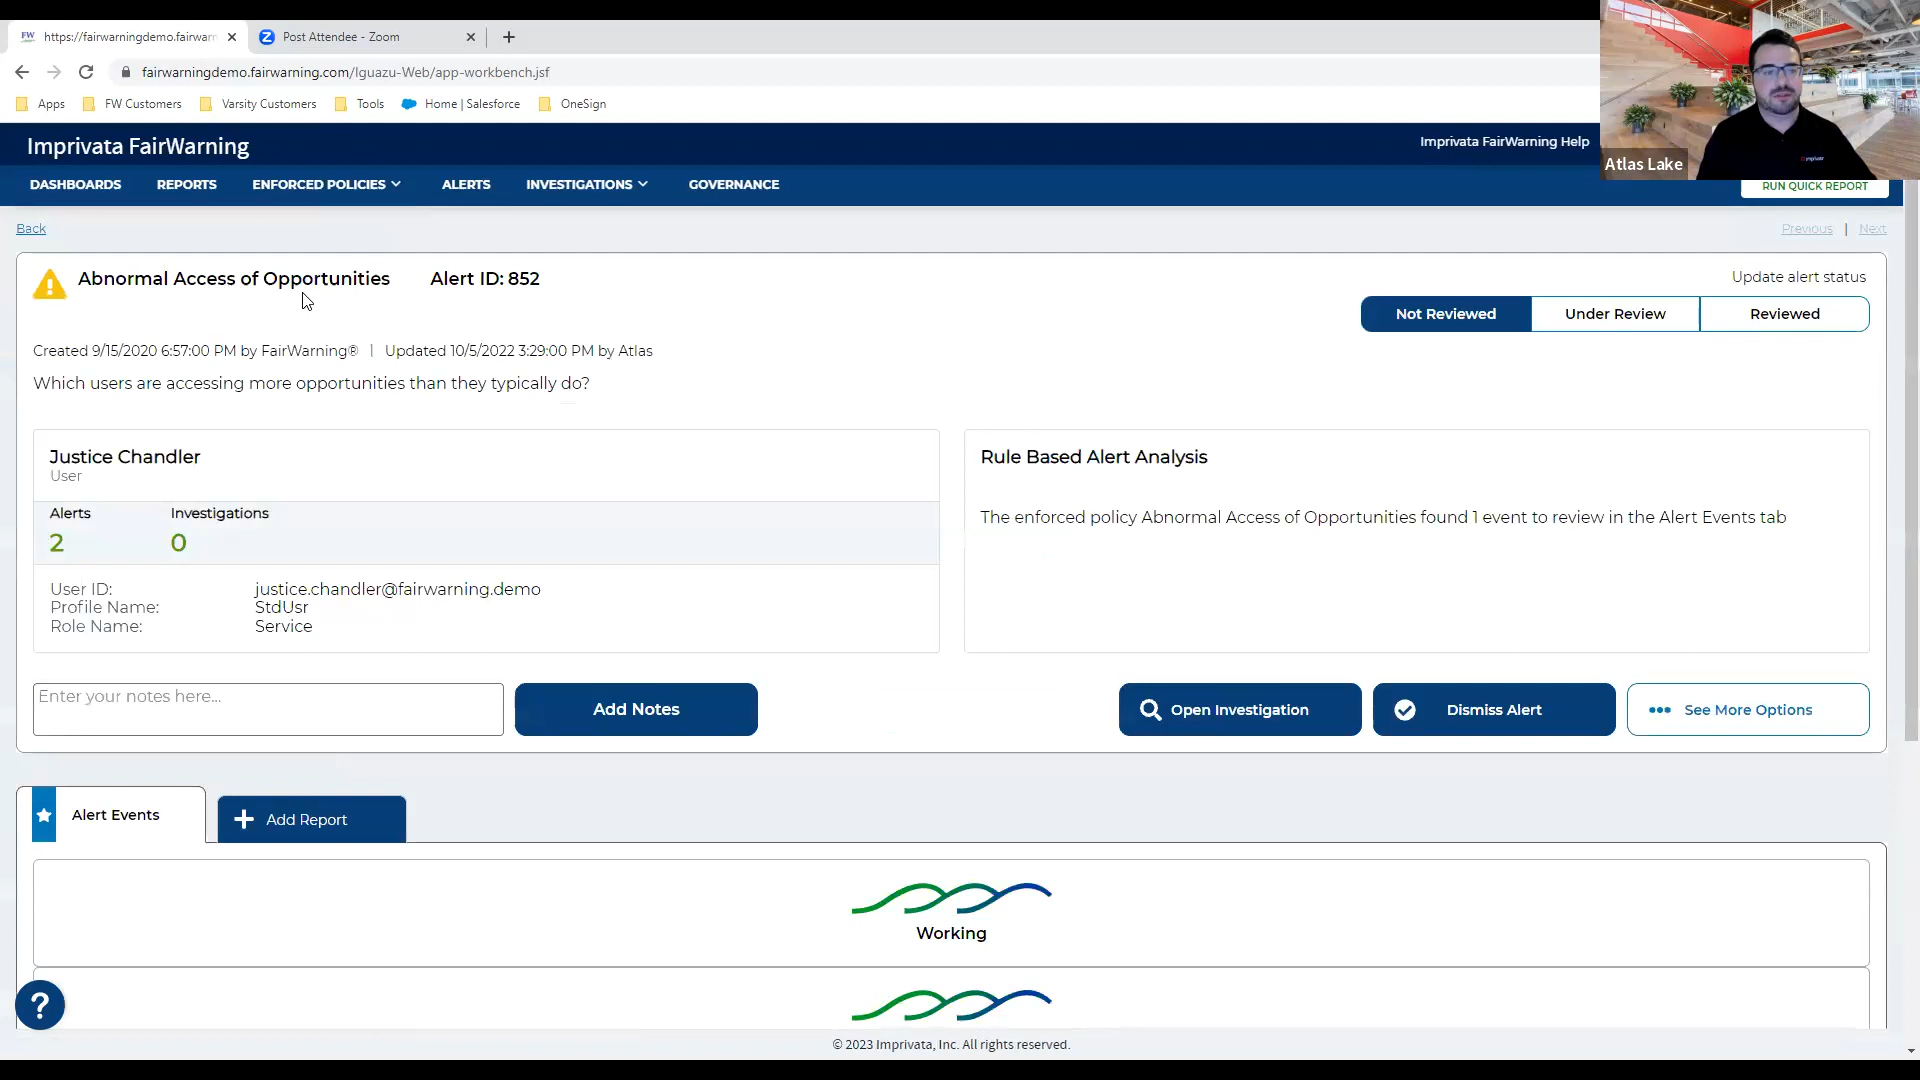 FW https://fairwarningdemo.fairwarn
Post Attendee - Zoom
fairwarningdemo.fairwarning.com/Iguazu-Web/app-workbench.jsf
Apps FW Customers Varsity Customers Tools Home | Salesforce OneSign
Imprivata FairWarning
Imprivata FairWarning Help
Atlas Lake
DASHBOARDS REPORTS ENFORCED POLICIES ALERTS INVESTIGATIONS GOVERNANCE
RUN QUICK REPORT
Back
Previous | Next
Abnormal Access of Opportunities Alert ID: 852
Update alert status
Not Reviewed Under Review Reviewed
Created 9/15/2020 6:57:00 PM by FairWarning® | Updated 10/5/2022 3:29:00 PM by Atlas
Which users are accessing more opportunities than they typically do?
Justice Chandler
User
Alerts Investigations
2 0
User ID: justice.chandler@fairwarning.demo
Profile Name: StdUsr
Role Name: Service
Rule Based Alert Analysis
The enforced policy Abnormal Access of Opportunities found 1 event to review in the Alert Events tab
Enter your notes here...
Add Notes
Open Investigation
Dismiss Alert
See More Options
Alert Events
Add Report
Working
?
© 2023 Imprivata, Inc. All rights reserved.